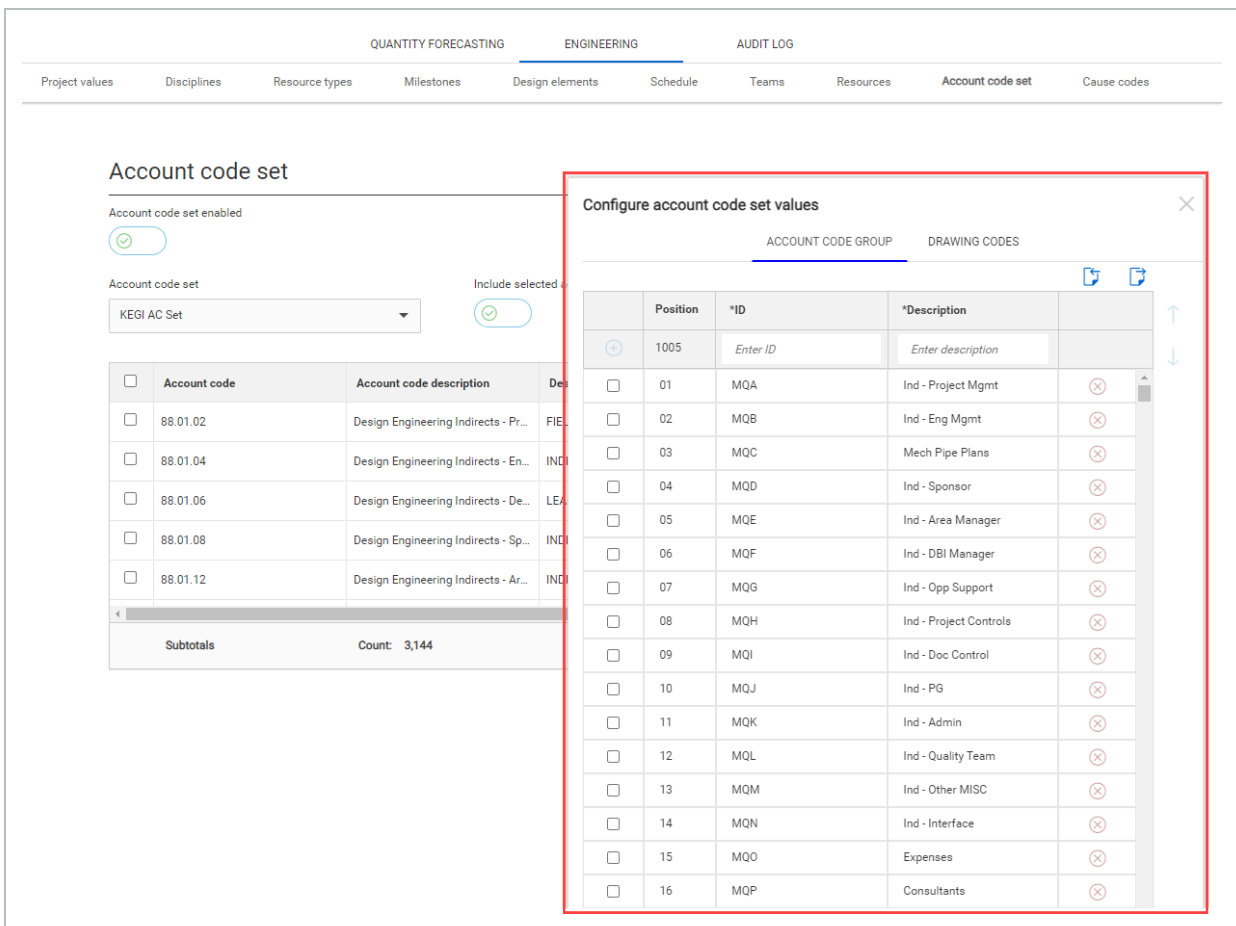 QUANTITY FORECASTING ENGINEERING AUDIT LOG
Project values Disciplines Resource types Milestones Design elements Schedule Teams Resources Account code set Cause codes
Account code set
Account code set enabled
Account code set Include selected a
KEGI AC Set
Account code Account code description Des
88.01.02 Design Engineering Indirects - Pr... FIEL
88.01.04 Design Engineering Indirects - En... INDI
88.01.06 Design Engineering Indirects - De... LEA
88.01.08 Design Engineering Indirects - Sp... INDI
88.01.12 Design Engineering Indirects - Ar... INDI
Subtotals Count: 3,144
Configure account code set values
ACCOUNT CODE GROUP DRAWING CODES
Position *ID *Description
1005 Enter ID Enter description
01 MQA Ind - Project Mgmt
02 MQB Ind - Eng Mgmt
03 MQC Mech Pipe Plans
04 MQD Ind - Sponsor
05 MQE Ind - Area Manager
06 MQF Ind - DBI Manager
07 MQG Ind - Opp Support
08 MQH Ind - Project Controls
09 MQI Ind - Doc Control
10 MQJ Ind - PG
11 MQK Ind - Admin
12 MQL Ind - Quality Team
13 MQM Ind - Other MISC
14 MQN Ind - Interface
15 MQO Expenses
16 MQP Consultants